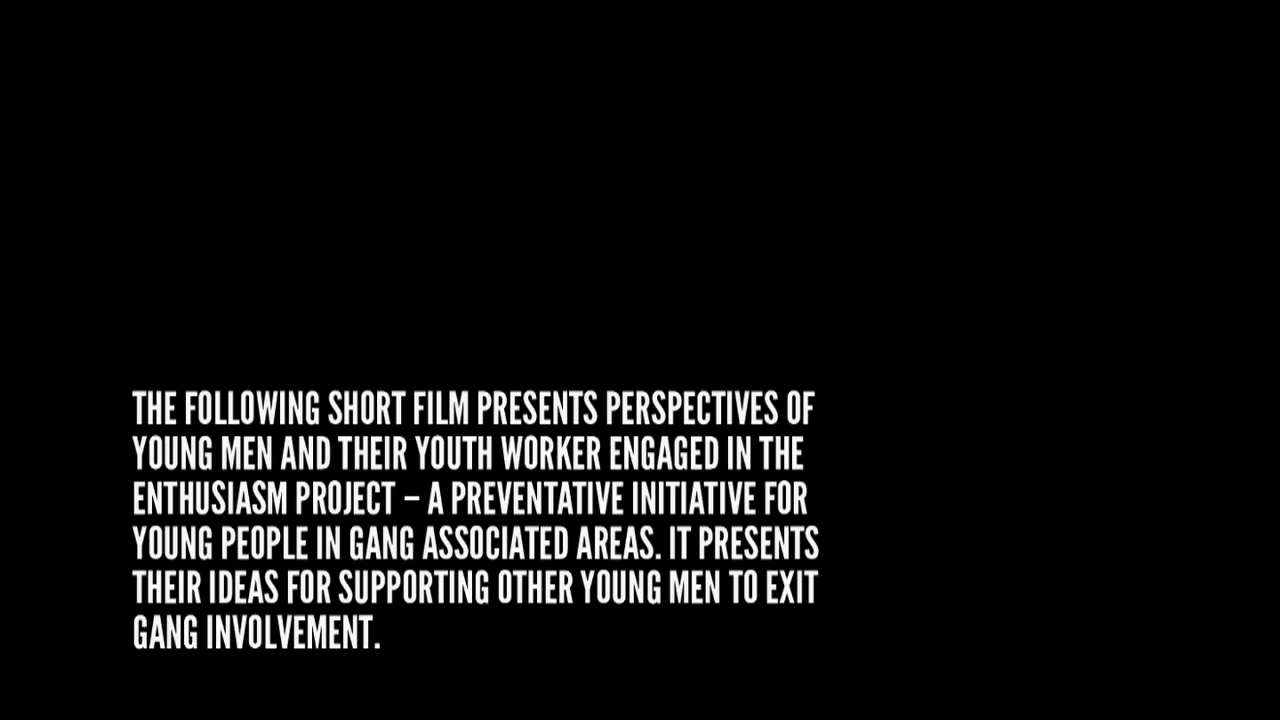 THE FOLLOWING SHORT FILM PRESENTS PERSPECTIVES OF
YOUNG MEN AND THEIR YOUTH WORKER ENGAGED IN THE
ENTHUSIASM PROJECT – A PREVENTATIVE INITIATIVE FOR
YOUNG PEOPLE IN GANG ASSOCIATED AREAS. IT PRESENTS
THEIR IDEAS FOR SUPPORTING OTHER YOUNG MEN TO EXIT
GANG INVOLVEMENT.